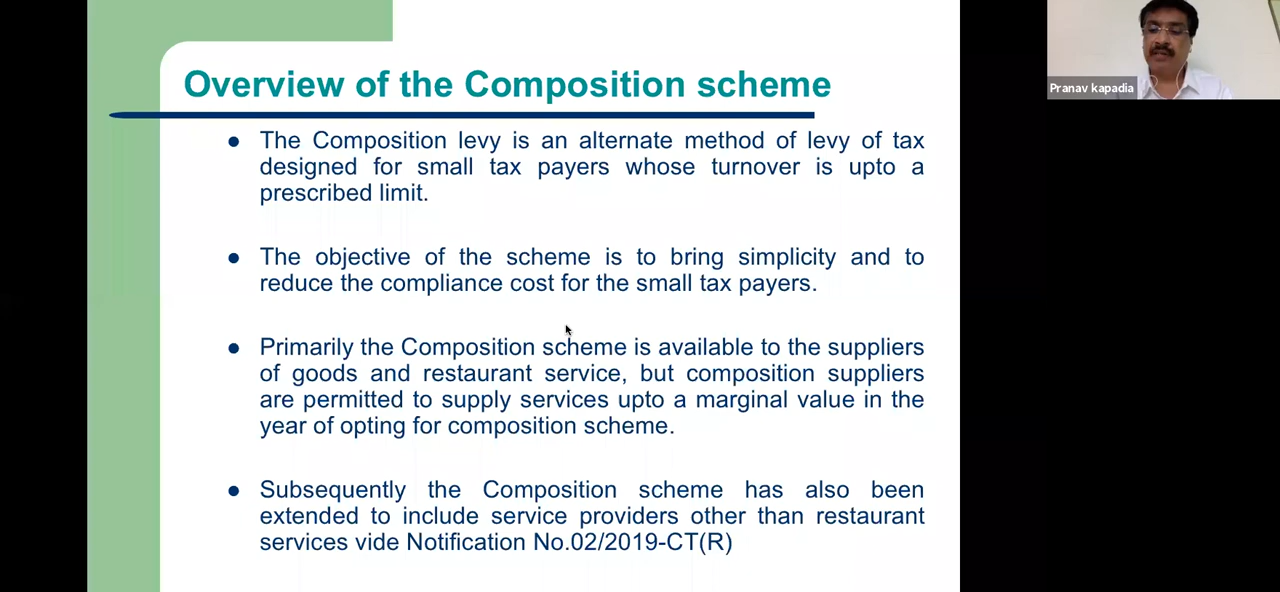 Overview of the Composition scheme
● The Composition levy is an alternate method of levy of tax
designed for small tax payers whose turnover is upto a
prescribed limit.
● The objective of the scheme is to bring simplicity and to
reduce the compliance cost for the small tax payers.
● Primarily the Composition scheme is available to the suppliers
of goods and restaurant service, but composition suppliers
are permitted to supply services upto a marginal value in the
year of opting for composition scheme.
● Subsequently the Composition scheme has also been
extended to include service providers other than restaurant
services vide Notification No.02/2019-CT(R)
Pranav kapadia